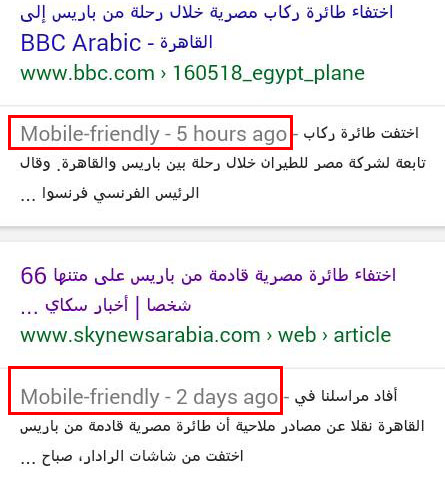 اختفاء طائرة ركاب مصرية خلال رحلة من باريس إلى
القاهرة - BBC Arabic
www.bbc.com › 160518_egypt_plane
Mobile-friendly - 5 hours ago - اختفت طائرة ركاب
تابعة لشركة مصر للطيران خلال رحلة بين باريس والقاهرة. وقال
الرئيس الفرنسي فرنسوا ...
اختفاء طائرة مصرية قادمة من باريس على متنها 66
شخصا | أخبار سكاي ...
www.skynewsarabia.com › web › article
Mobile-friendly - 2 days ago - أفاد مراسلنا في
القاهرة نقلا عن مصادر ملاحية أن طائرة مصرية قادمة من باريس
اختفت من شاشات الرادار، صباح ...